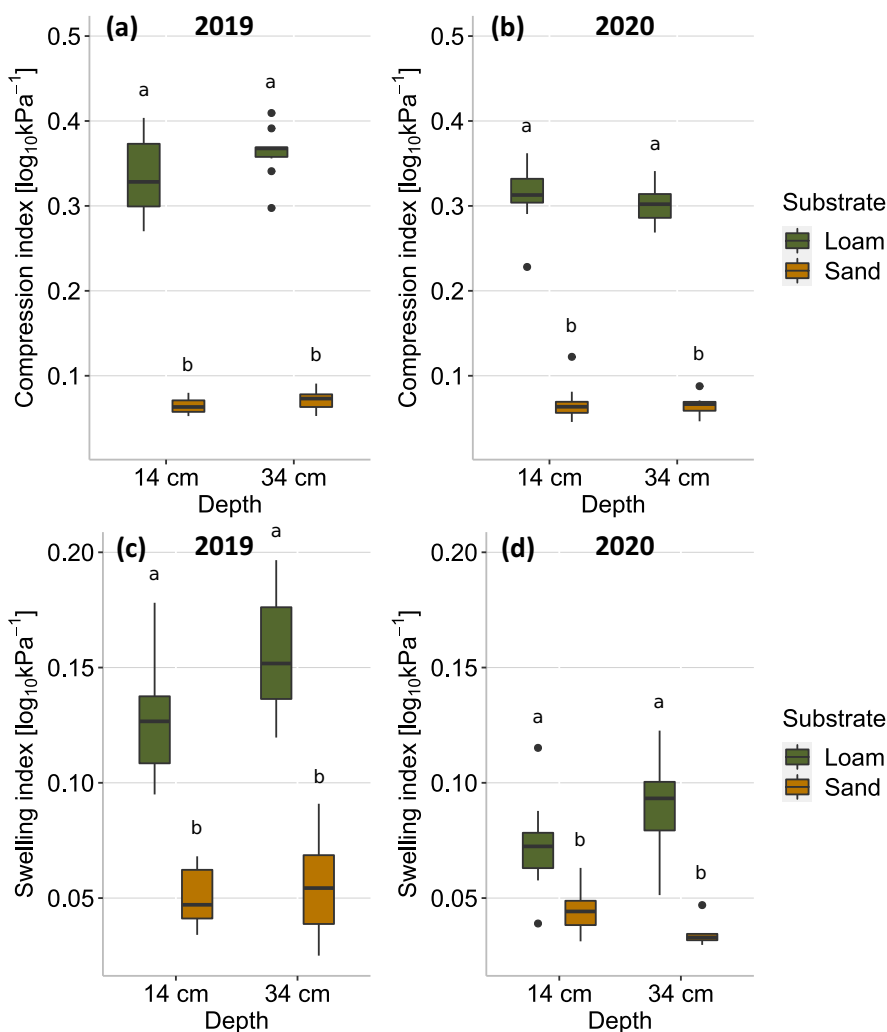 (a) 2019
Compression index [log₁₀kPa⁻¹]
0.5
0.4
0.3
0.2
0.1
a
a
b
b
14 cm
34 cm
Depth
(b) 2020
Compression index [log₁₀kPa⁻¹]
0.5
0.4
0.3
0.2
0.1
a
a
b
b
14 cm
34 cm
Depth
Substrate
Loam
Sand
(c) 2019
Swelling index [log₁₀kPa⁻¹]
0.20
0.15
0.10
0.05
a
a
b
b
14 cm
34 cm
Depth
(d) 2020
Swelling index [log₁₀kPa⁻¹]
0.20
0.15
0.10
0.05
a
a
b
b
14 cm
34 cm
Depth
Substrate
Loam
Sand